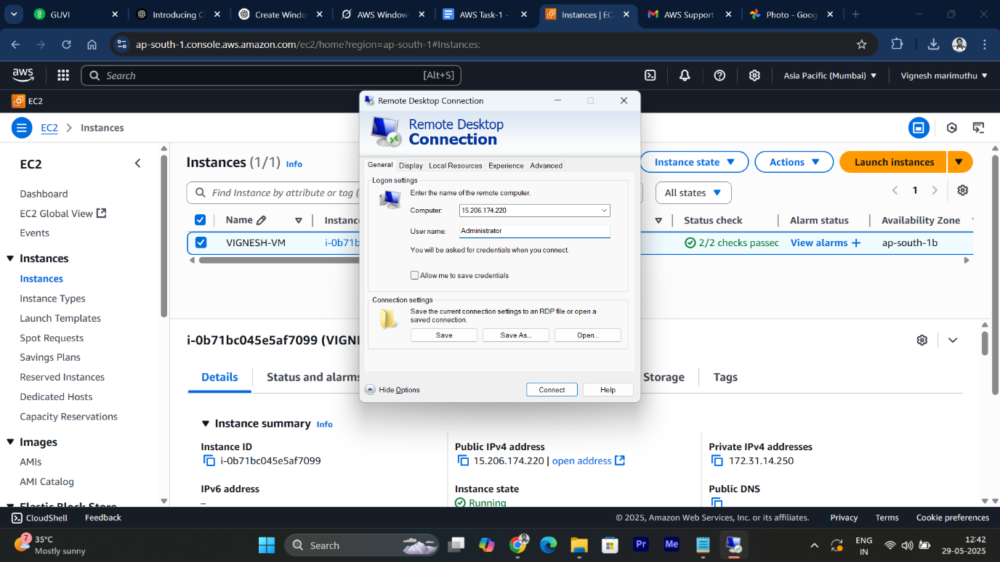 GUVI
Introducing C
Create Windo
AWS Window
AWS Task-1 -
Instances | EC
AWS Support
Photo - Goog
ap-south-1.console.aws.amazon.com/ec2/home?region=ap-south-1#Instances:
aws
Search [Alt+S]
Asia Pacific (Mumbai)
Vignesh marimuthu
EC2
EC2 > Instances
EC2
Dashboard
EC2 Global View
Events
Instances
Instances
Instance Types
Launch Templates
Spot Requests
Savings Plans
Reserved Instances
Dedicated Hosts
Capacity Reservations
Images
AMIs
AMI Catalog
Elastic Block Store
Instances (1/1) Info
Instance state
Actions
Launch instances
Find Instance by attribute or tag (
All states
1
Name
Instanc
Status check
Alarm status
Availability Zone
VIGNESH-VM
i-0b71b
2/2 checks passec
View alarms +
ap-south-1b
Remote Desktop Connection
Remote Desktop
Connection
General
Display
Local Resources
Experience
Advanced
Logon settings
Enter the name of the remote computer.
Computer: 15.206.174.220
User name: Administrator
You will be asked for credentials when you connect.
Allow me to save credentials
Connection settings
Save the current connection settings to an RDP file or open a
saved connection.
Save
Save As...
Open...
Hide Options
Connect
Help
i-0b71bc045e5af7099 (VIGN
Details
Status and alarms
Storage
Tags
Instance summary Info
Instance ID
i-0b71bc045e5af7099
Public IPv4 address
15.206.174.220 | open address
Private IPv4 addresses
172.31.14.250
IPv6 address
–
Instance state
Running
Public DNS
CloudShell
Feedback
© 2025, Amazon Web Services, Inc. or its affiliates.
Privacy
Terms
Cookie preferences
7
35°C
Mostly sunny
Search
Pr
Me
ENG
IN
12:42
29-05-2025